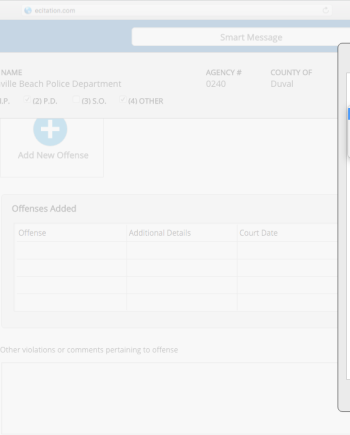 ecitation.com
Smart Message
NAME AGENCY # COUNTY OF
ville Beach Police Department 0240 Duval
.P. (2) P.D. (3) S.O. (4) OTHER
Add New Offense
Offenses Added
Offense Additional Details Court Date
Other violations or comments pertaining to offense